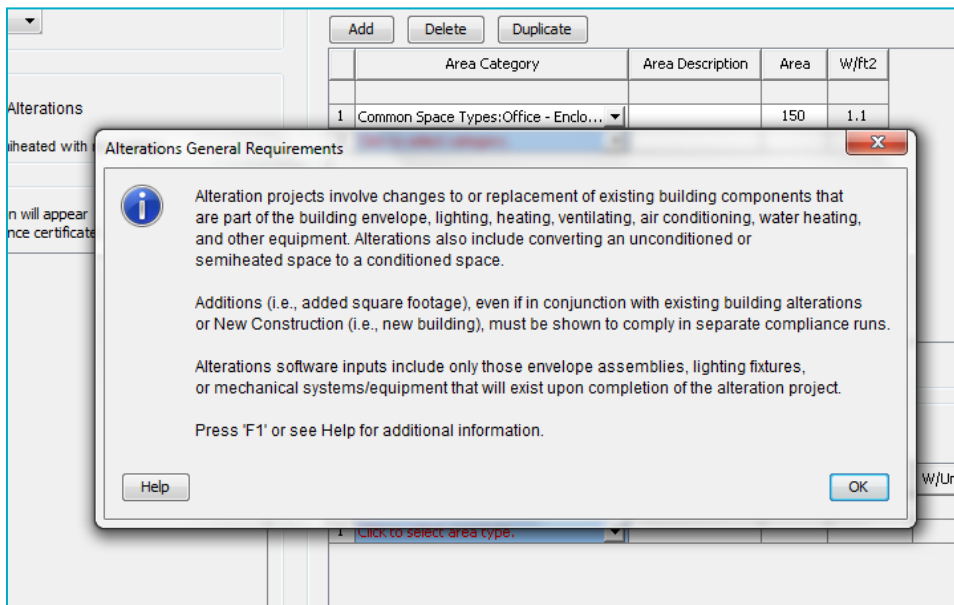 Add Delete Duplicate
Area Category Area Description Area W/ft2
Alterations
1 Common Space Types:Office - Enclo... 150 1.1
miheated with
Alterations General Requirements
n will appear
nce certificate
Alteration projects involve changes to or replacement of existing building components that
are part of the building envelope, lighting, heating, ventilating, air conditioning, water heating,
and other equipment. Alterations also include converting an unconditioned or
semiheated space to a conditioned space.
Additions (i.e., added square footage), even if in conjunction with existing building alterations
or New Construction (i.e., new building), must be shown to comply in separate compliance runs.
Alterations software inputs include only those envelope assemblies, lighting fixtures,
or mechanical systems/equipment that will exist upon completion of the alteration project.
Press 'F1' or see Help for additional information.
Help OK
W/Un
1 Click to select area type.